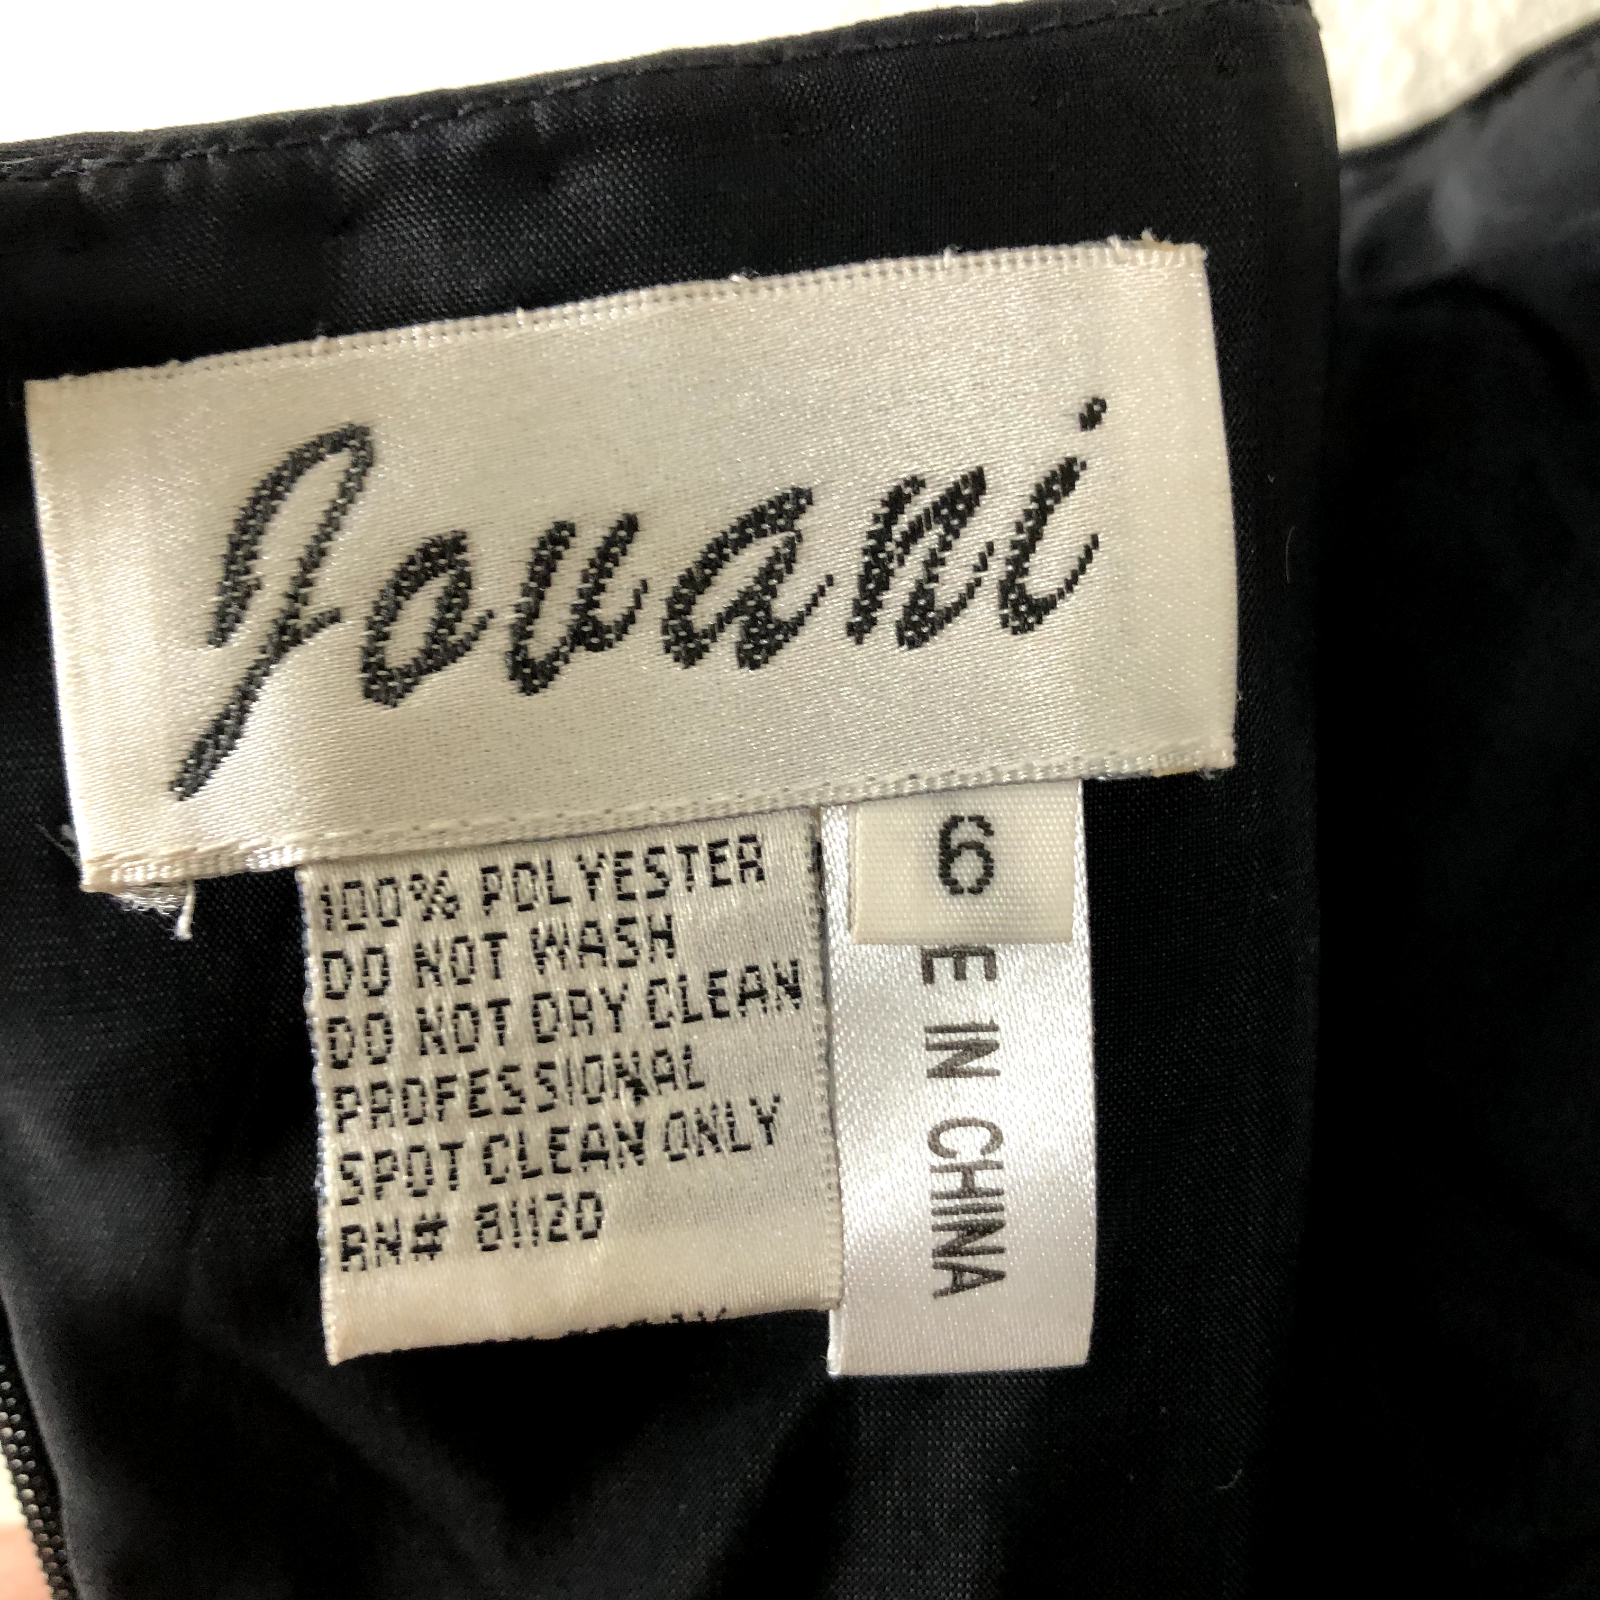 Jovani
100% POLYESTER
DO NOT WASH
DO NOT DRY CLEAN
PROFESSIONAL
SPOT CLEAN ONLY
RN# 81120
6
E IN CHINA